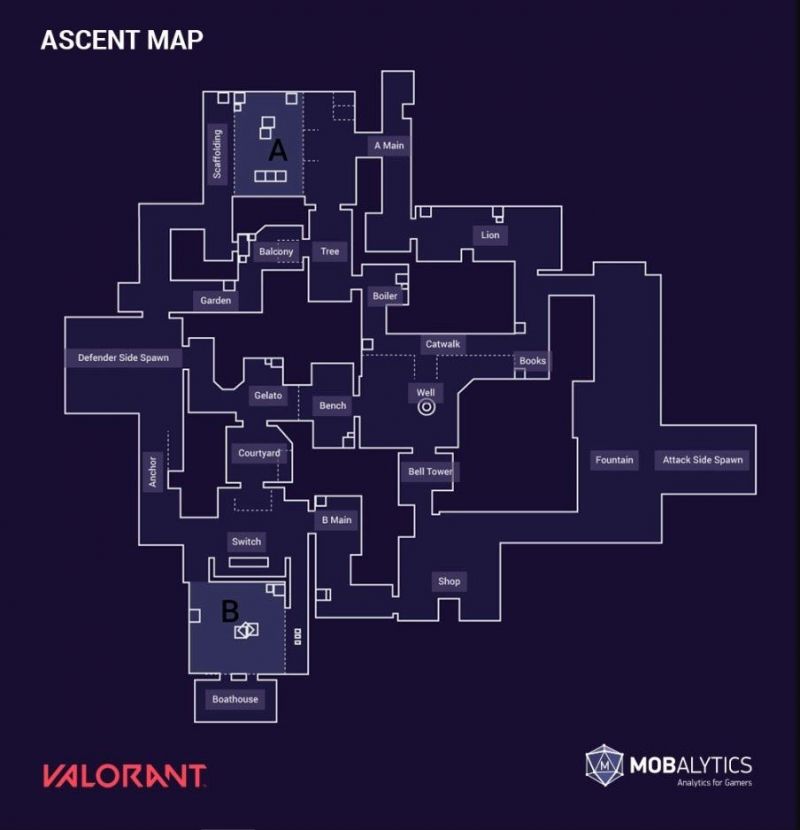 ASCENT MAP
Scaffolding
A
A Main
Lion
Balcony
Tree
Garden
Boiler
Catwalk
Defender Side Spawn
Books
Gelato
Bench
Well
Courtyard
Anchor
Bell Tower
Fountain
Attack Side Spawn
B Main
Switch
Shop
B
Boathouse
VALORANT
M
MOBALYTICS
Analytics for Gamers